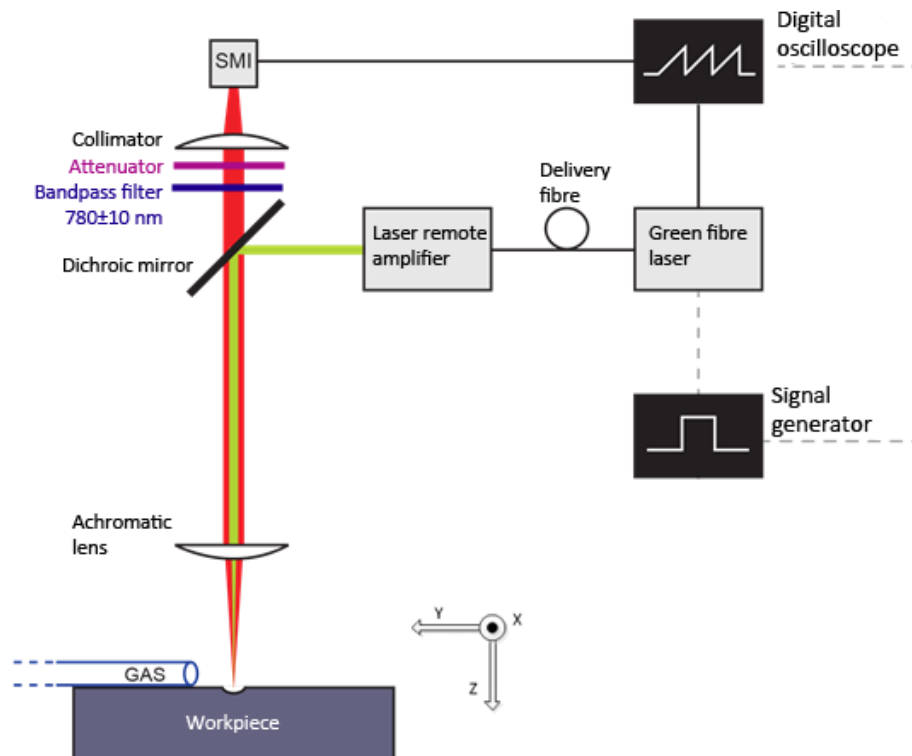 Digital
oscilloscope
SMI
Collimator
Attenuator
Bandpass filter
780±10 nm
Dichroic mirror
Delivery
fibre
Laser remote
amplifier
Green fibre
laser
Signal
generator
Achromatic
lens
Y
X
Z
GAS
Workpiece